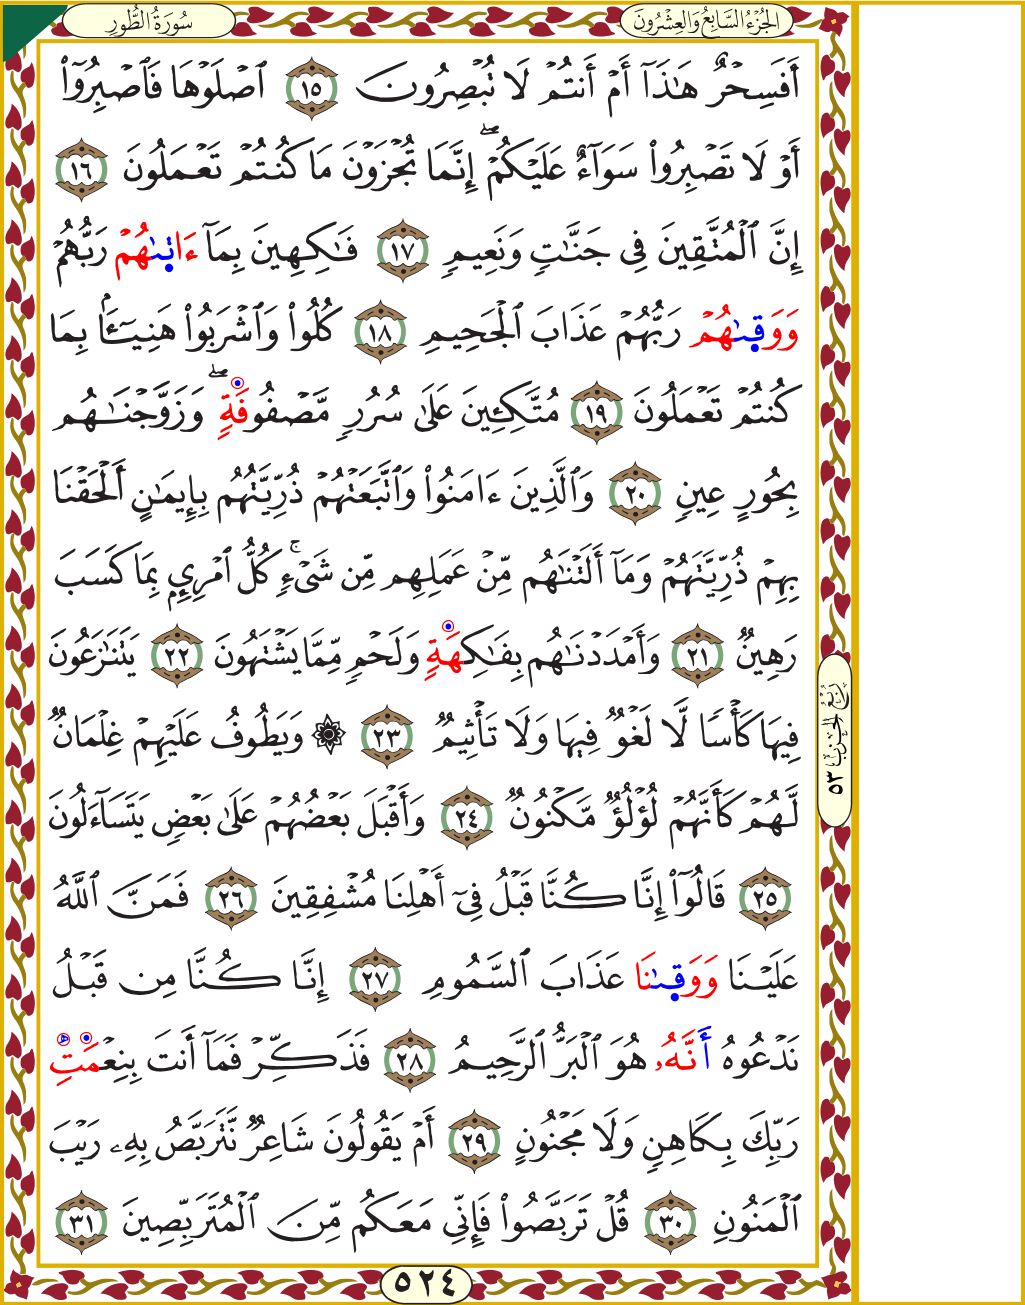 سُورَةُ الطُّورِ
الجُزْءُ السَّابِعُ وَالعِشْرُونَ
أَفَسِحْرٌ هَٰذَآ أَمْ أَنتُمْ لَا تُبْصِرُونَ ١٥ ٱصْلَوْهَا فَٱصْبِرُوٓا۟
أَوْ لَا تَصْبِرُوا۟ سَوَآءٌ عَلَيْكُمْ ۖ إِنَّمَا تُجْزَوْنَ مَا كُنتُمْ تَعْمَلُونَ ١٦
إِنَّ ٱلْمُتَّقِينَ فِى جَنَّٰتٍ وَنَعِيمٍ ١٧ فَٰكِهِينَ بِمَآ ءَاتٜىٰهُمْ رَبُّهُمْ
وَوَقٜىٰهُمْ رَبُّهُمْ عَذَابَ ٱلْجَحِيمِ ١٨ كُلُوا۟ وَٱشْرَبُوا۟ هَنِيٓـًٔا بِمَا
كُنتُمْ تَعْمَلُونَ ١٩ مُتَّكِـِٔينَ عَلَىٰ سُرُرٍ مَّصْفُوفَةٍ ۖ وَزَوَّجْنَٰهُم
بِحُورٍ عِينٍ ٢٠ وَٱلَّذِينَ ءَامَنُوا۟ وَٱتَّبَعَتْهُمْ ذُرِّيَّتُهُم بِإِيمَٰنٍ أَلْحَقْنَا
بِهِمْ ذُرِّيَّتَهُمْ وَمَآ أَلَتْنَٰهُم مِّنْ عَمَلِهِم مِّن شَىْءٍ ۚ كُلُّ ٱمْرِئٍۭ بِمَا كَسَبَ
رَهِينٌ ٢١ وَأَمْدَدْنَٰهُم بِفَٰكِهَةٍ وَلَحْمٍ مِّمَّا يَشْتَهُونَ ٢٢ يَتَنَٰزَعُونَ
فِيهَا كَأْسًا لَّا لَغْوٌ فِيهَا وَلَا تَأْثِيمٌ ٢٣ ۞ وَيَطُوفُ عَلَيْهِمْ غِلْمَانٌ
لَّهُمْ كَأَنَّهُمْ لُؤْلُؤٌ مَّكْنُونٌ ٢٤ وَأَقْبَلَ بَعْضُهُمْ عَلَىٰ بَعْضٍ يَتَسَآءَلُونَ
٢٥ قَالُوٓا۟ إِنَّا كُنَّا قَبْلُ فِىٓ أَهْلِنَا مُشْفِقِينَ ٢٦ فَمَنَّ ٱللَّهُ
عَلَيْنَا وَوَقٜىٰنَا عَذَابَ ٱلسَّمُومِ ٢٧ إِنَّا كُنَّا مِن قَبْلُ
نَدْعُوهُ أَنَّهُۥ هُوَ ٱلْبَرُّ ٱلرَّحِيمُ ٢٨ فَذَكِّرْ فَمَآ أَنتَ بِنِعْمَتِ
رَبِّكَ بِكَاهِنٍ وَلَا مَجْنُونٍ ٢٩ أَمْ يَقُولُونَ شَاعِرٌ نَّتَرَبَّصُ بِهِۦ رَيْبَ
ٱلْمَنُونِ ٣٠ قُلْ تَرَبَّصُوا۟ فَإِنِّى مَعَكُم مِّنَ ٱلْمُتَرَبِّصِينَ ٣١
رُبْعُ الحِزْبِ ٥٣
٥٢٤